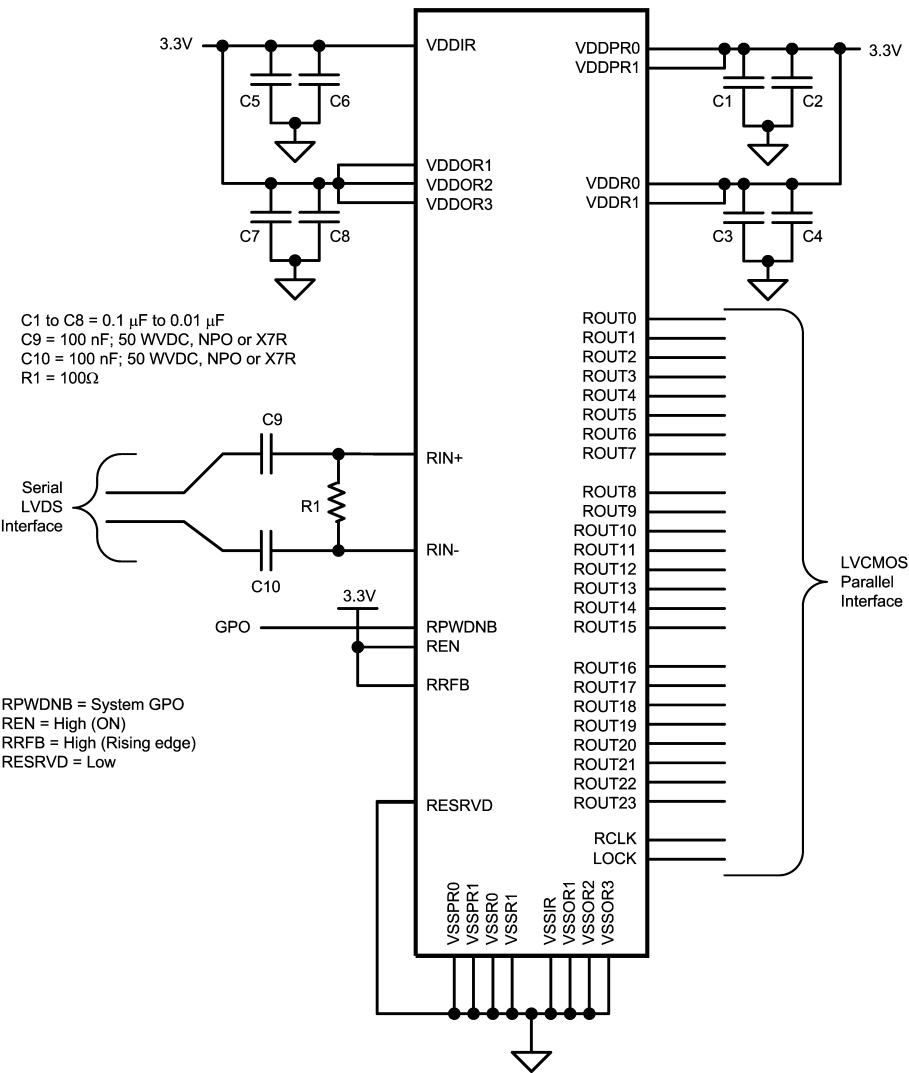 3.3V
C5
C6
VDDIR
VDDOR1
VDDOR2
VDDOR3
C7
C8
C1 to C8 = 0.1 μF to 0.01 μF
C9 = 100 nF; 50 WVDC, NPO or X7R
C10 = 100 nF; 50 WVDC, NPO or X7R
R1 = 100Ω
C9
RIN+
Serial
LVDS
Interface
R1
RIN-
C10
3.3V
GPO
RPWDNB
REN
RRFB
RPWDNB = System GPO
REN = High (ON)
RRFB = High (Rising edge)
RESRVD = Low
RESRVD
VSSPR0
VSSPR1
VSSR0
VSSR1
VSSIR
VSSOR1
VSSOR2
VSSOR3
VDDPR0
VDDPR1
3.3V
C1
C2
VDDR0
VDDR1
C3
C4
ROUT0
ROUT1
ROUT2
ROUT3
ROUT4
ROUT5
ROUT6
ROUT7
ROUT8
ROUT9
ROUT10
ROUT11
ROUT12
ROUT13
ROUT14
ROUT15
ROUT16
ROUT17
ROUT18
ROUT19
ROUT20
ROUT21
ROUT22
ROUT23
RCLK
LOCK
LVCMOS
Parallel
Interface